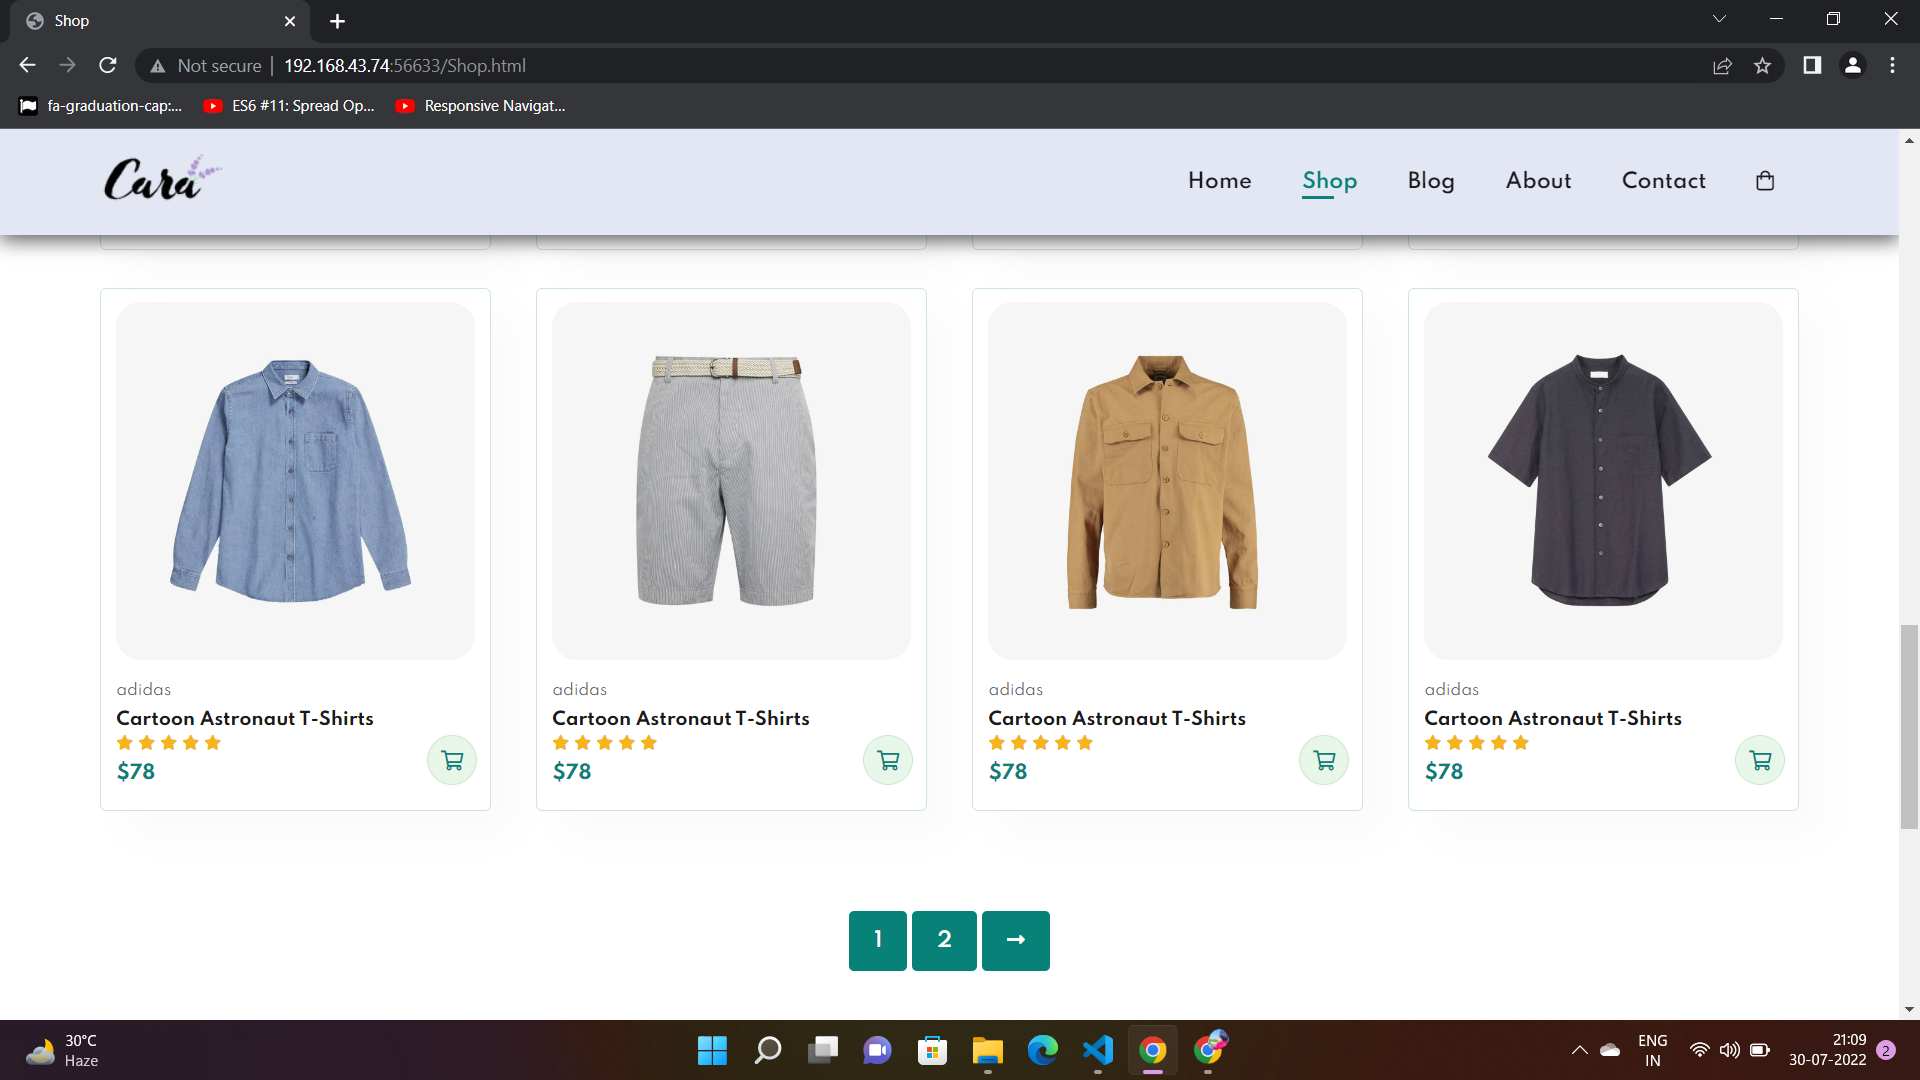 Shop
Not secure 192.168.43.74:56633/Shop.html
fa-graduation-cap:... ES6 #11: Spread Op... Responsive Navigat...
Cara Home Shop Blog About Contact
adidas adidas adidas adidas
Cartoon Astronaut T-Shirts Cartoon Astronaut T-Shirts Cartoon Astronaut T-Shirts Cartoon Astronaut T-Shirts
$78 $78 $78 $78
1 2 →
30°C
Haze
ENG
IN
21:09
30-07-2022
2